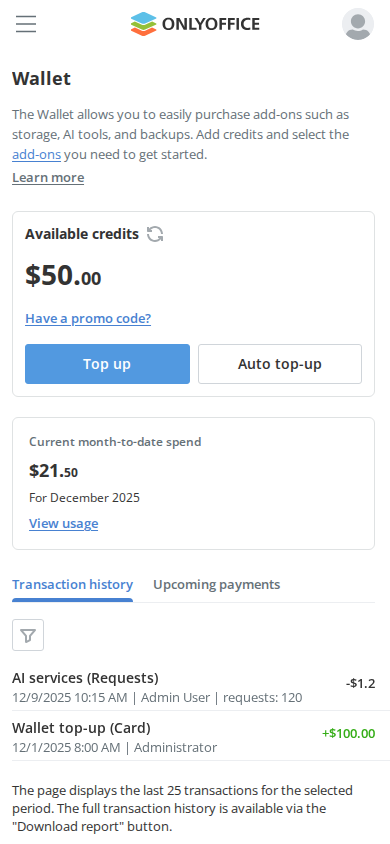 ONLYOFFICE
Wallet
The Wallet allows you to easily purchase add-ons such as
storage, AI tools, and backups. Add credits and select the
add-ons you need to get started.
Learn more
Available credits
$50.00
Have a promo code?
Top up
Auto top-up
Current month-to-date spend
$21.50
For December 2025
View usage
Transaction history
Upcoming payments
AI services (Requests)
-$1.2
12/9/2025 10:15 AM | Admin User | requests: 120
Wallet top-up (Card)
+$100.00
12/1/2025 8:00 AM | Administrator
The page displays the last 25 transactions for the selected
period. The full transaction history is available via the
"Download report" button.